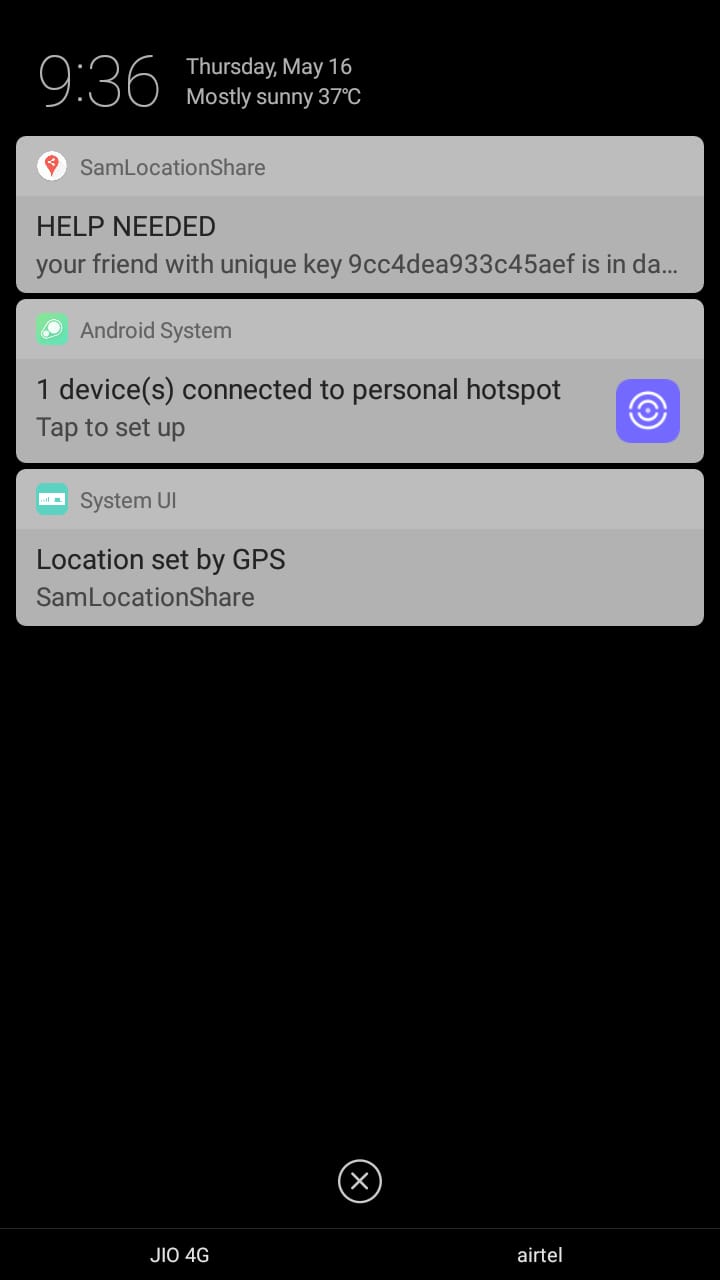 9:36
Thursday, May 16
Mostly sunny 37℃
SamLocationShare
HELP NEEDED
your friend with unique key 9cc4dea933c45aef is in da...
Android System
1 device(s) connected to personal hotspot
Tap to set up
System UI
Location set by GPS
SamLocationShare
JIO 4G
airtel